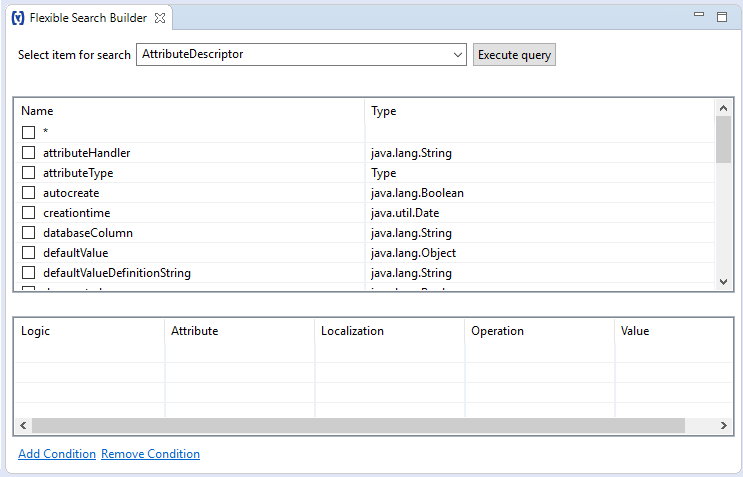 Flexible Search Builder
Select item for search AttributeDescriptor Execute query
Name Type
*
attributeHandler java.lang.String
attributeType Type
autocreate java.lang.Boolean
creationtime java.util.Date
databaseColumn java.lang.String
defaultValue java.lang.Object
defaultValueDefinitionString java.lang.String
Logic Attribute Localization Operation Value
Add Condition Remove Condition